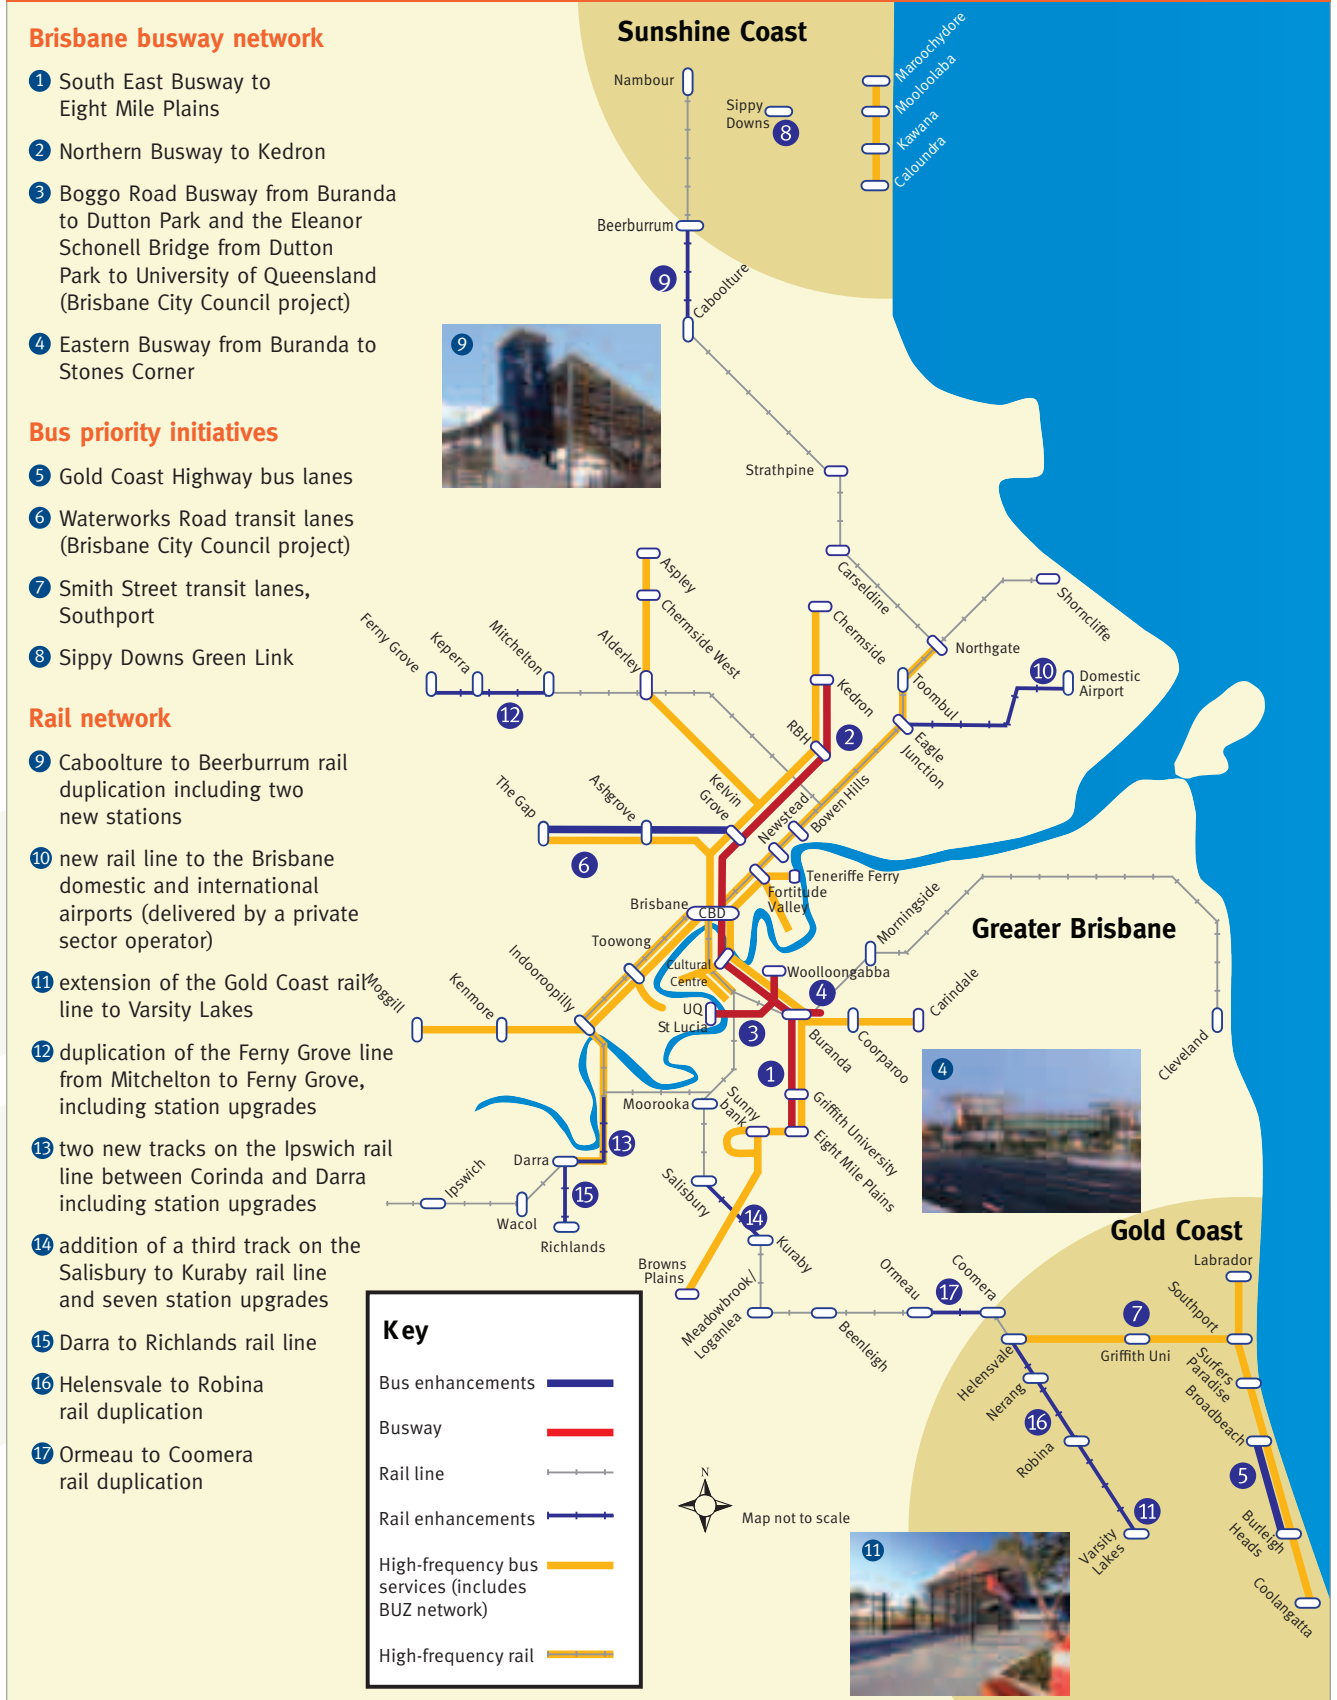 Brisbane busway network
1 South East Busway to
Eight Mile Plains
2 Northern Busway to Kedron
3 Boggo Road Busway from Buranda
to Dutton Park and the Eleanor
Schonell Bridge from Dutton
Park to University of Queensland
(Brisbane City Council project)
4 Eastern Busway from Buranda to
Stones Corner
Bus priority initiatives
5 Gold Coast Highway bus lanes
6 Waterworks Road transit lanes
(Brisbane City Council project)
7 Smith Street transit lanes,
Southport
8 Sippy Downs Green Link
Rail network
9 Caboolture to Beerburrum rail
duplication including two
new stations
10 new rail line to the Brisbane
domestic and international
airports (delivered by a private
sector operator)
11 extension of the Gold Coast rail
line to Varsity Lakes
12 duplication of the Ferny Grove line
from Mitchelton to Ferny Grove,
including station upgrades
13 two new tracks on the Ipswich rail
line between Corinda and Darra
including station upgrades
14 addition of a third track on the
Salisbury to Kuraby rail line
and seven station upgrades
15 Darra to Richlands rail line
16 Helensvale to Robina
rail duplication
17 Ormeau to Coomera
rail duplication
Sunshine Coast
Nambour
Sippy
Downs
8
Maroochydore
Mooloolaba
Kawana
Caloundra
Beerburrum
9
Caboolture
9
Strathpine
Carseldine
Shorncliffe
Northgate
Aspley
Chermside West
Alderley
Mitchelton
Keperra
Ferny Grove
12
Chermside
Kedron
RBH
2
Toombul
10
Domestic
Airport
Eagle
Junction
The Gap
Ashgrove
Kelvin
Grove
6
Newstead
Bowen Hills
Teneriffe Ferry
Fortitude
Valley
Brisbane
CBD
Toowong
Indooroopilly
Cultural
Centre
Morningside
Greater Brisbane
Woolloongabba
4
Moggill
Kenmore
UQ
St Lucia
3
Buranda
Coorparoo
Carindale
Cleveland
4
1
Moorooka
Sunny
bank
Griffith University
Eight Mile Plains
13
Darra
15
Ipswich
Wacol
Richlands
Salisbury
14
Kuraby
Browns
Plains
Meadowbrook/
Loganlea
Beenleigh
Ormeau
17
Coomera
Gold Coast
Labrador
Southport
7
Griffith Uni
Helensvale
Nerang
16
Robina
Surfers
Paradise
Broadbeach
5
11
Varsity
Lakes
Burleigh
Heads
Coolangatta
11
Key
Bus enhancements
Busway
Rail line
Rail enhancements
High-frequency bus
services (includes
BUZ network)
High-frequency rail
N
Map not to scale